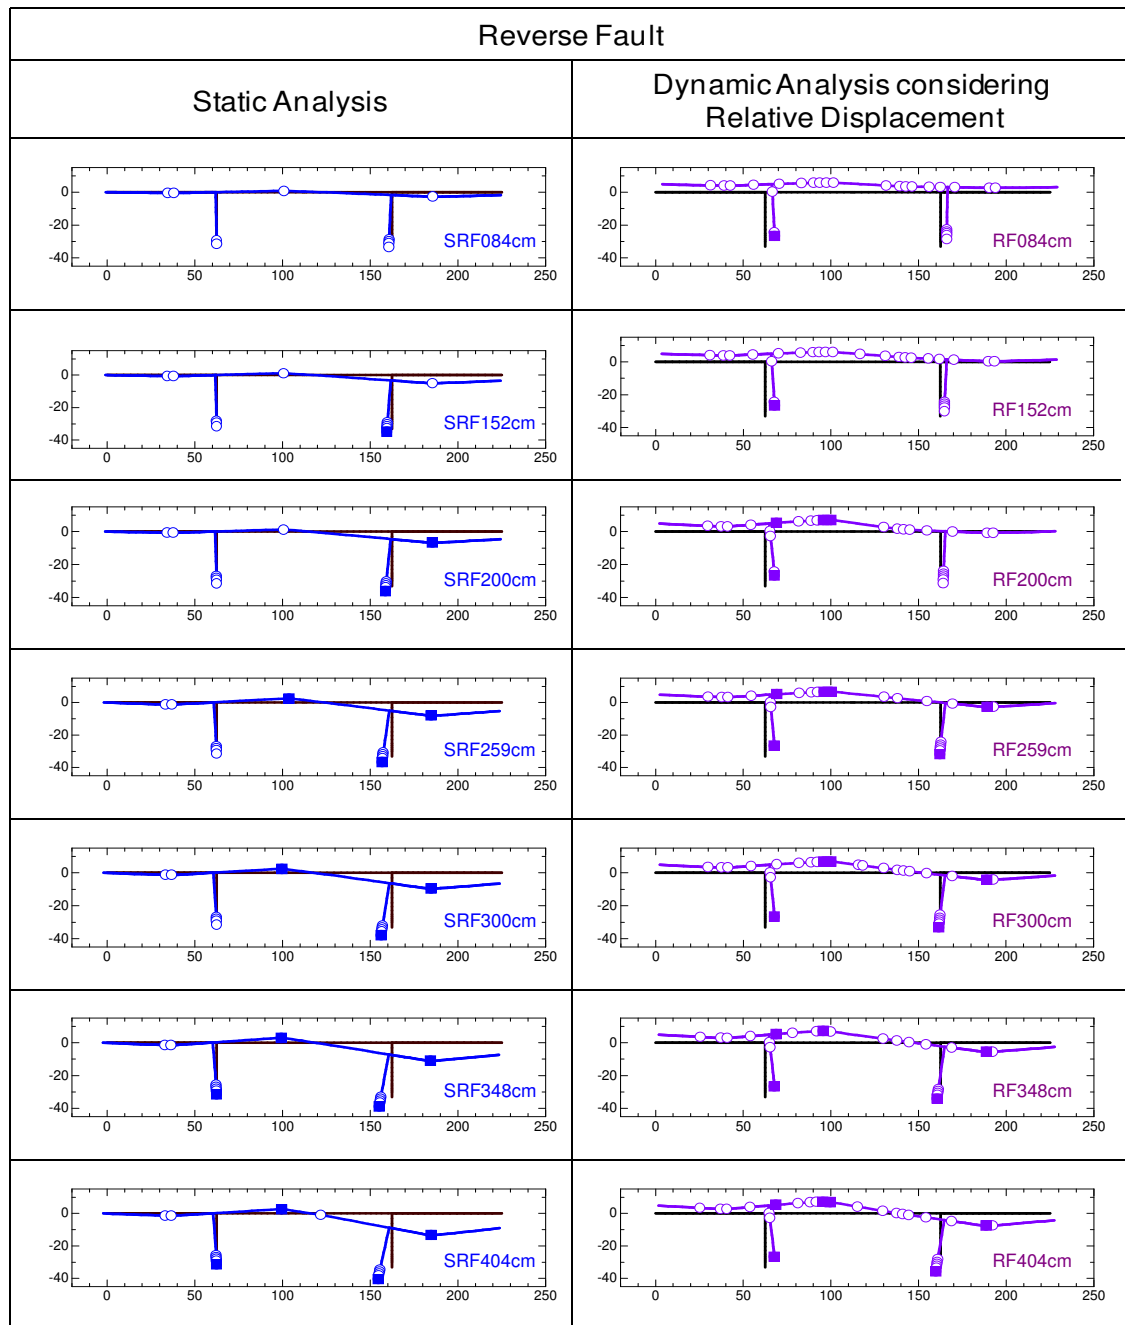 Reverse Fault
Static Analysis
Dynamic Analysis considering
Relative Displacement
0
-20
-40
SRF084cm
0 50 100 150 200 250
0
-20
-40
RF084cm
0 50 100 150 200 250
0
-20
-40
SRF152cm
0 50 100 150 200 250
0
-20
-40
RF152cm
0 50 100 150 200 250
0
-20
-40
SRF200cm
0 50 100 150 200 250
0
-20
-40
RF200cm
0 50 100 150 200 250
0
-20
-40
SRF259cm
0 50 100 150 200 250
0
-20
-40
RF259cm
0 50 100 150 200 250
0
-20
-40
SRF300cm
0 50 100 150 200 250
0
-20
-40
RF300cm
0 50 100 150 200 250
0
-20
-40
SRF348cm
0 50 100 150 200 250
0
-20
-40
RF348cm
0 50 100 150 200 250
0
-20
-40
SRF404cm
0 50 100 150 200 250
0
-20
-40
RF404cm
0 50 100 150 200 250